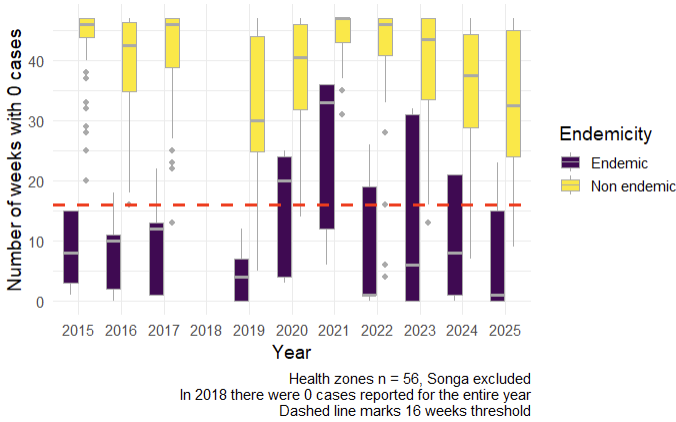 Number of weeks with 0 cases
40
30
20
10
0
2015 2016 2017 2018 2019 2020 2021 2022 2023 2024 2025
Year
Endemicity
Endemic
Non endemic
Health zones n = 56, Songa excluded
In 2018 there were 0 cases reported for the entire year
Dashed line marks 16 weeks threshold